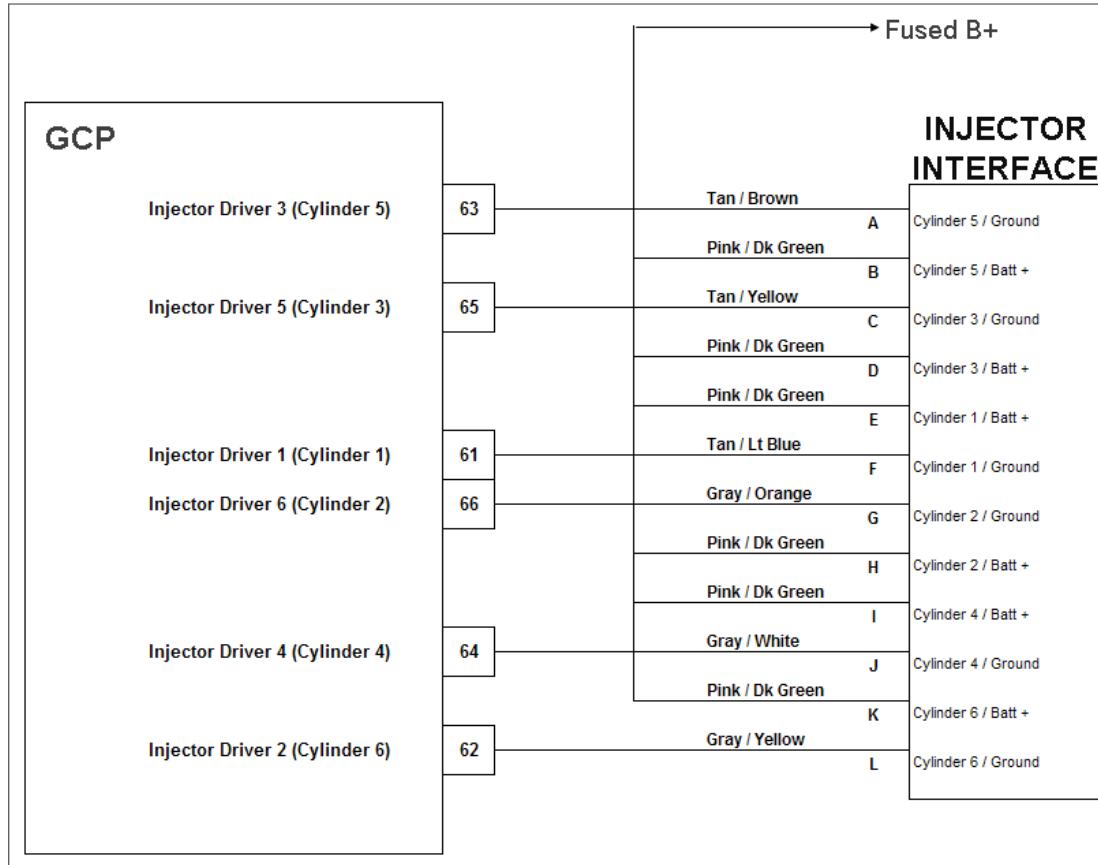 Fused B+
GCP
INJECTOR
INTERFACE
Injector Driver 3 (Cylinder 5)
63
Tan / Brown
A
Cylinder 5 / Ground
Pink / Dk Green
B
Cylinder 5 / Batt +
Injector Driver 5 (Cylinder 3)
65
Tan / Yellow
C
Cylinder 3 / Ground
Pink / Dk Green
D
Cylinder 3 / Batt +
Pink / Dk Green
E
Cylinder 1 / Batt +
Injector Driver 1 (Cylinder 1)
61
Tan / Lt Blue
F
Cylinder 1 / Ground
Injector Driver 6 (Cylinder 2)
66
Gray / Orange
G
Cylinder 2 / Ground
Pink / Dk Green
H
Cylinder 2 / Batt +
Pink / Dk Green
I
Cylinder 4 / Batt +
Injector Driver 4 (Cylinder 4)
64
Gray / White
J
Cylinder 4 / Ground
Pink / Dk Green
K
Cylinder 6 / Batt +
Injector Driver 2 (Cylinder 6)
62
Gray / Yellow
L
Cylinder 6 / Ground